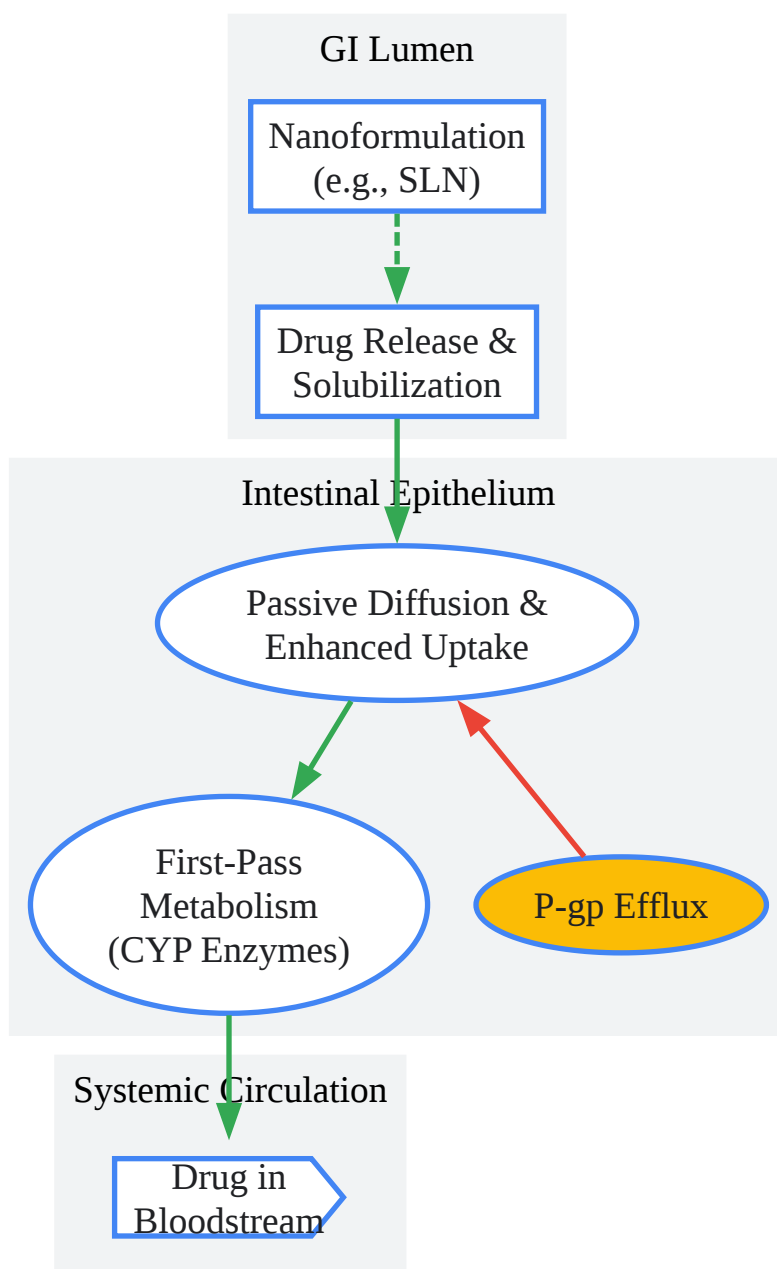 GI Lumen
Nanoformulation
(e.g., SLN)
Drug Release &
Solubilization
Intestinal Epithelium
Passive Diffusion &
Enhanced Uptake
First-Pass
Metabolism
(CYP Enzymes)
P-gp Efflux
Systemic Circulation
Drug in
Bloodstream